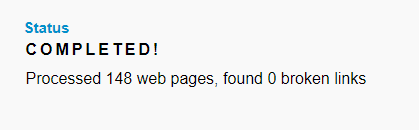 Status
COMPLETED!
Processed 148 web pages, found 0 broken links